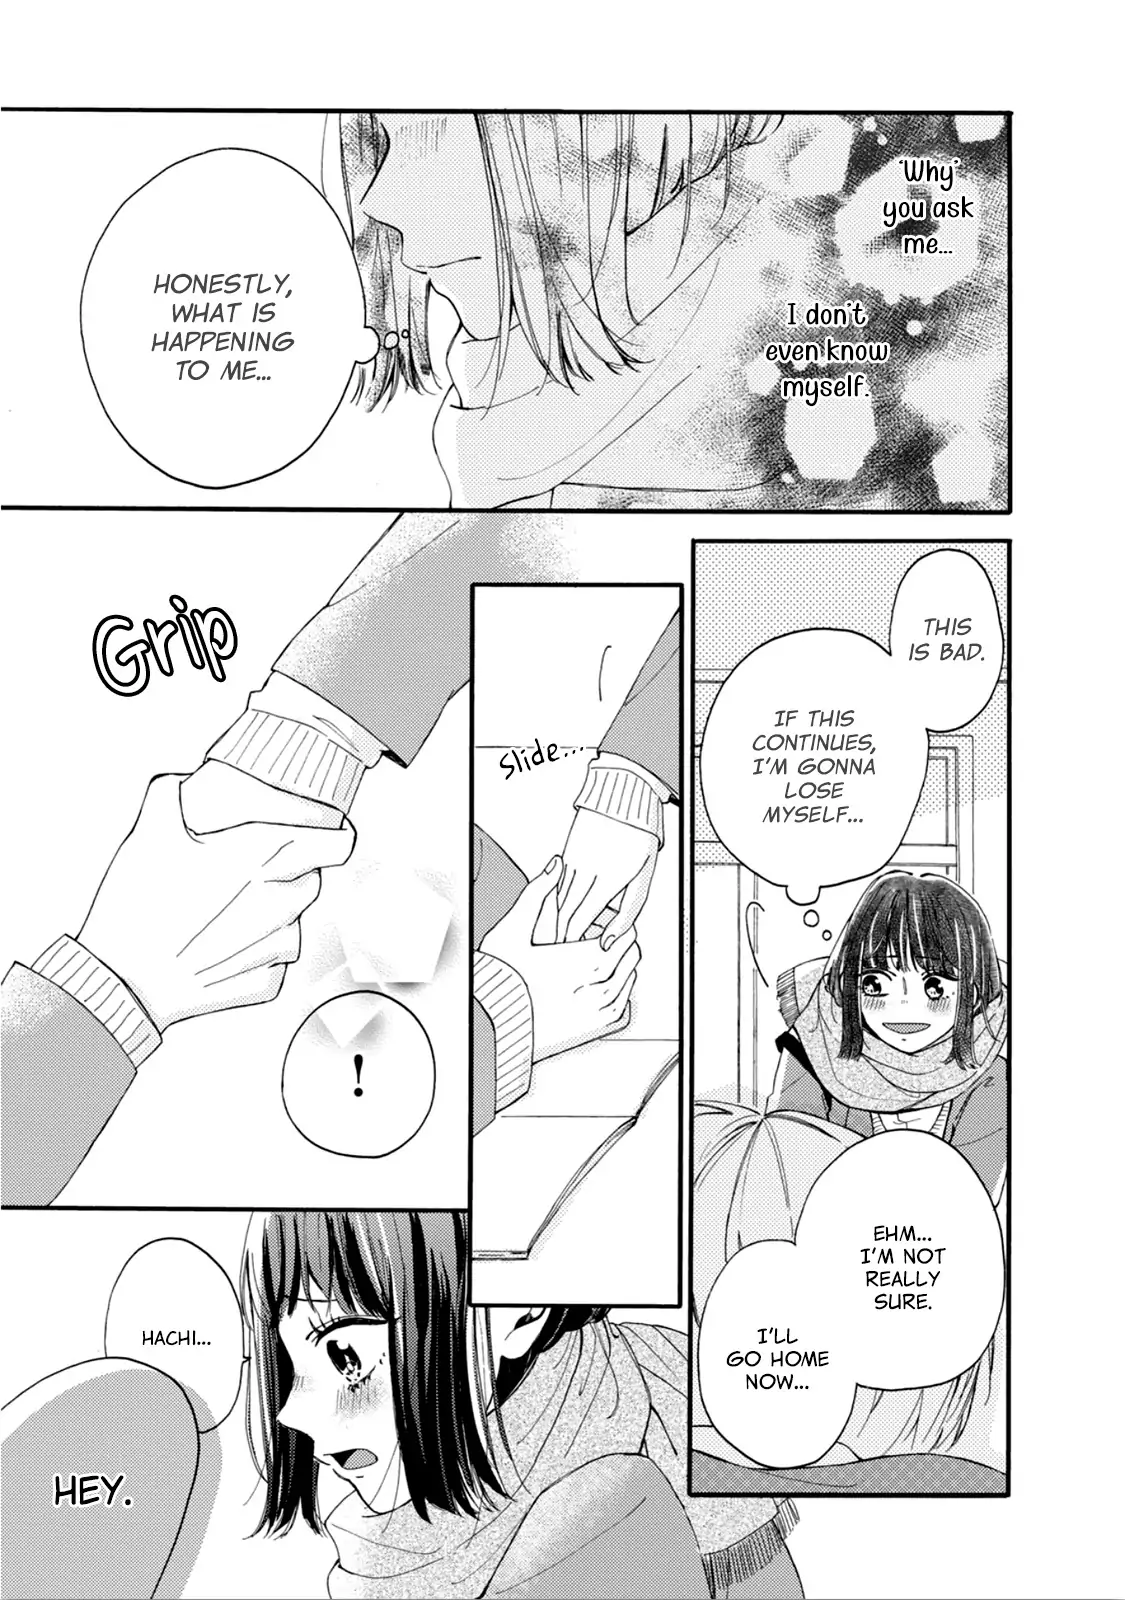 "Why"
you ask
me...
I don't
even know
myself.
HONESTLY,
WHAT IS
HAPPENING
TO ME...
THIS
IS BAD.
IF THIS
CONTINUES,
I'M GONNA
LOSE
MYSELF...
EHM...
I'M NOT
REALLY
SURE.
I'LL
GO HOME
NOW...
Slide...
Grip
!
HACHI...
HEY.